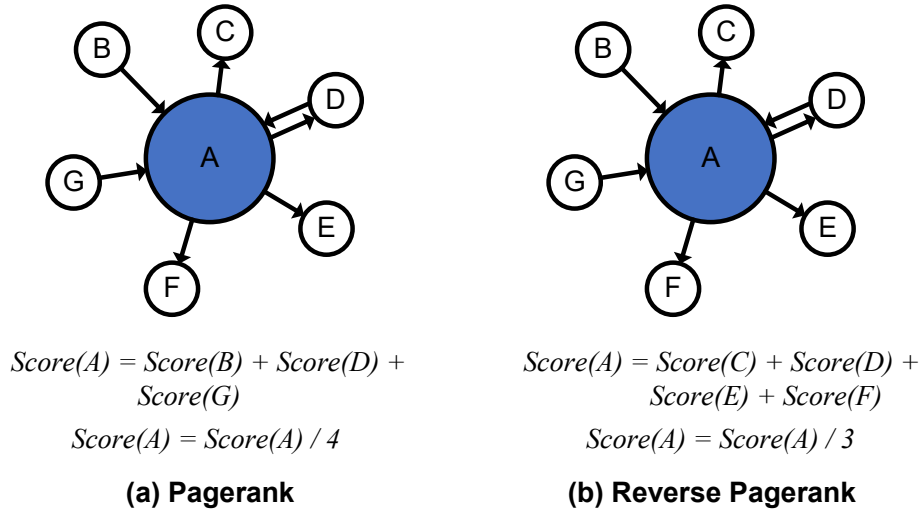 B
C
D
A
G
E
F
Score(A) = Score(B) + Score(D) +
Score(G)
Score(A) = Score(A) / 4
(a) Pagerank
B
C
D
A
G
E
F
Score(A) = Score(C) + Score(D) +
Score(E) + Score(F)
Score(A) = Score(A) / 3
(b) Reverse Pagerank